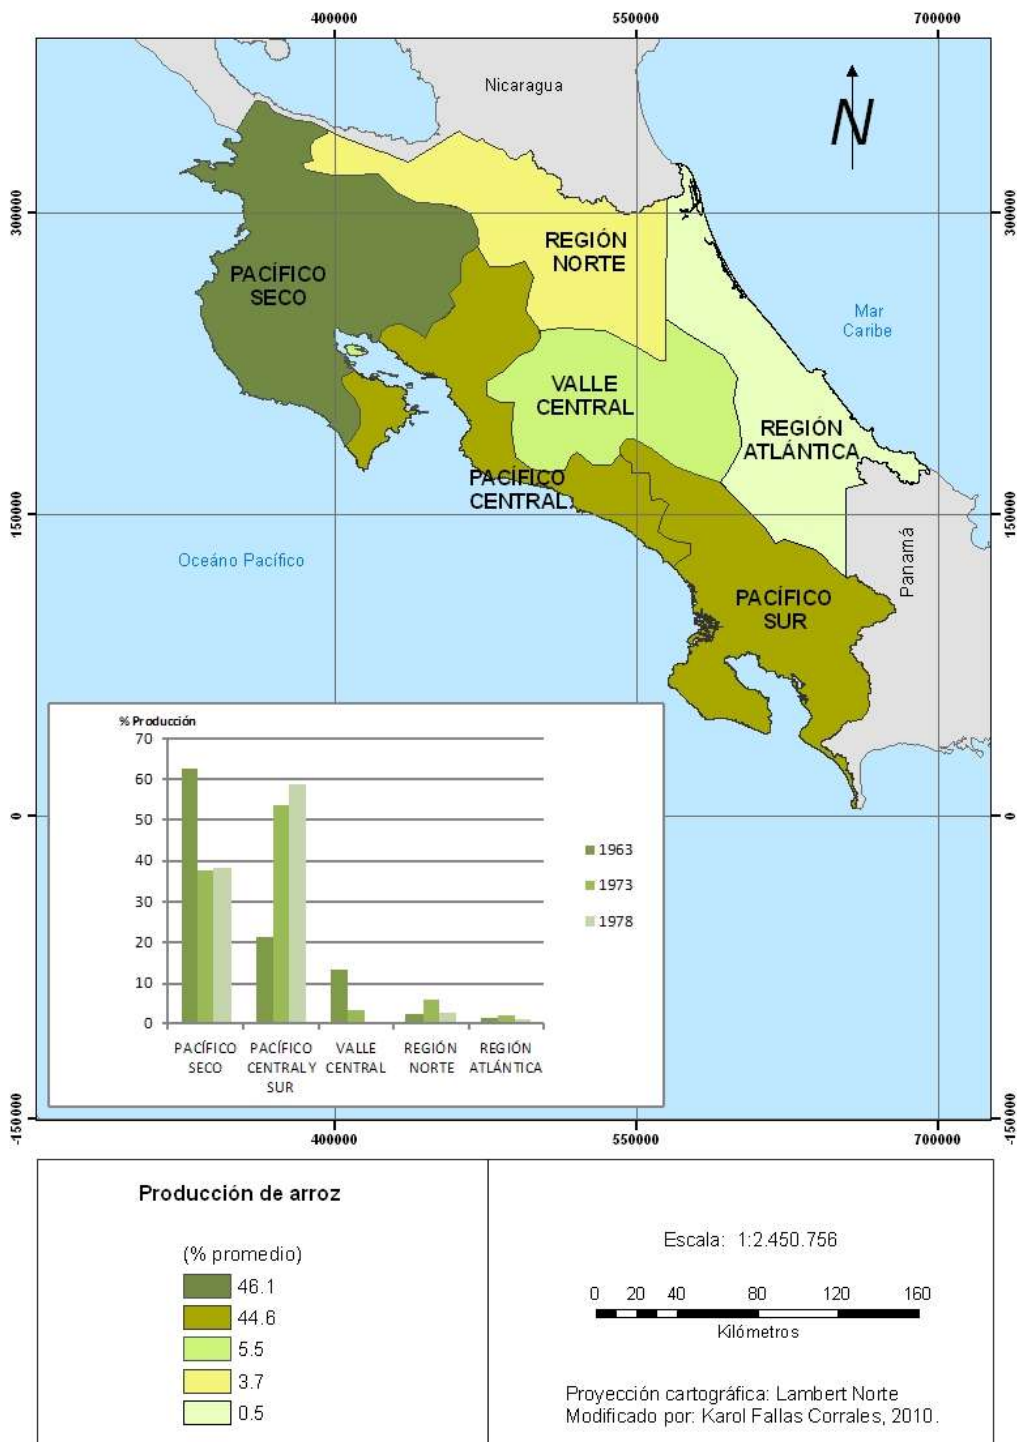 400000
550000
700000
Nicaragua
N
300000
300000
REGIÓN
NORTE
PACÍFICO
SECO
Mar
Caribe
VALLE
CENTRAL
REGIÓN
ATLÁNTICA
PACÍFICO
CENTRAL
150000
150000
Oceáno Pacífico
Panamá
PACÍFICO
SUR
% Producción
70
60
50
40
30
20
10
0
1963
1973
1978
PACÍFICO
SECO
PACÍFICO
CENTRAL Y
SUR
VALLE
CENTRAL
REGIÓN
NORTE
REGIÓN
ATLÁNTICA
0
0
-150000
-150000
400000
550000
700000
Producción de arroz
(% promedio)
46.1
44.6
5.5
3.7
0.5
Escala: 1:2.450.756
0 20 40 80 120 160
Kilómetros
Proyección cartográfica: Lambert Norte
Modificado por: Karol Fallas Corrales, 2010.